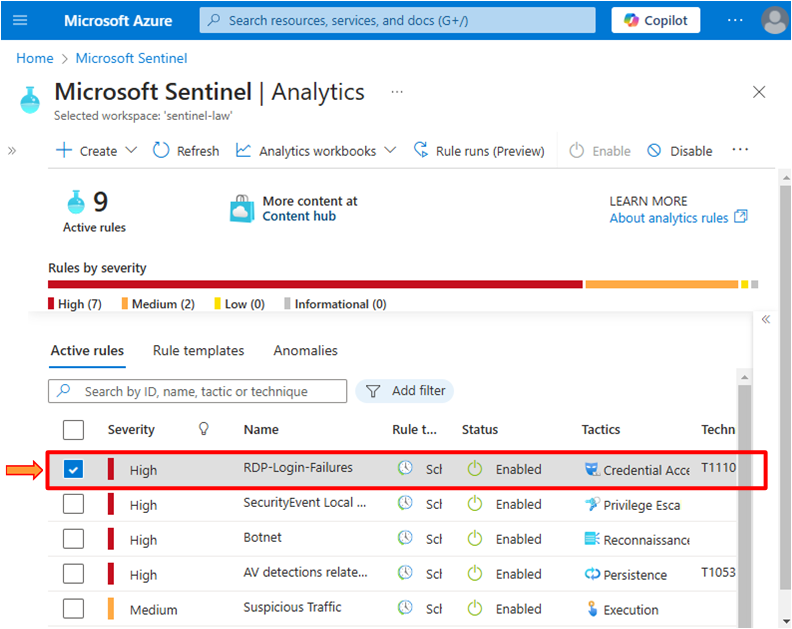 Microsoft Azure
Search resources, services, and docs (G+/)
Copilot
...
Home > Microsoft Sentinel
Microsoft Sentinel | Analytics ...
Selected workspace: 'sentinel-law'
»
+ Create
Refresh
Analytics workbooks
Rule runs (Preview)
Enable
Disable
...
9
Active rules
More content at
Content hub
LEARN MORE
About analytics rules
Rules by severity
High (7) Medium (2) Low (0) Informational (0)
«
Active rules Rule templates Anomalies
Search by ID, name, tactic or technique
Add filter
Severity Name Rule t... Status Tactics Techn
High RDP-Login-Failures Sch Enabled Credential Acce T1110
High SecurityEvent Local ... Sch Enabled Privilege Esca
High Botnet Sch Enabled Reconnaissance
High AV detections relate... Sch Enabled Persistence T1053
Medium Suspicious Traffic Sch Enabled Execution